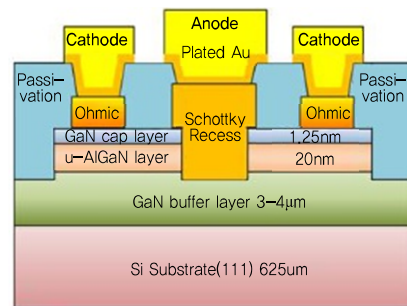 Cathode
Anode
Plated Au
Cathode
Passi-
vation
Passi-
vation
Ohmic
Schottky
Recess
Ohmic
GaN cap layer
1.25nm
u-AlGaN layer
20nm
GaN buffer layer 3-4μm
Si Substrate(111) 625um